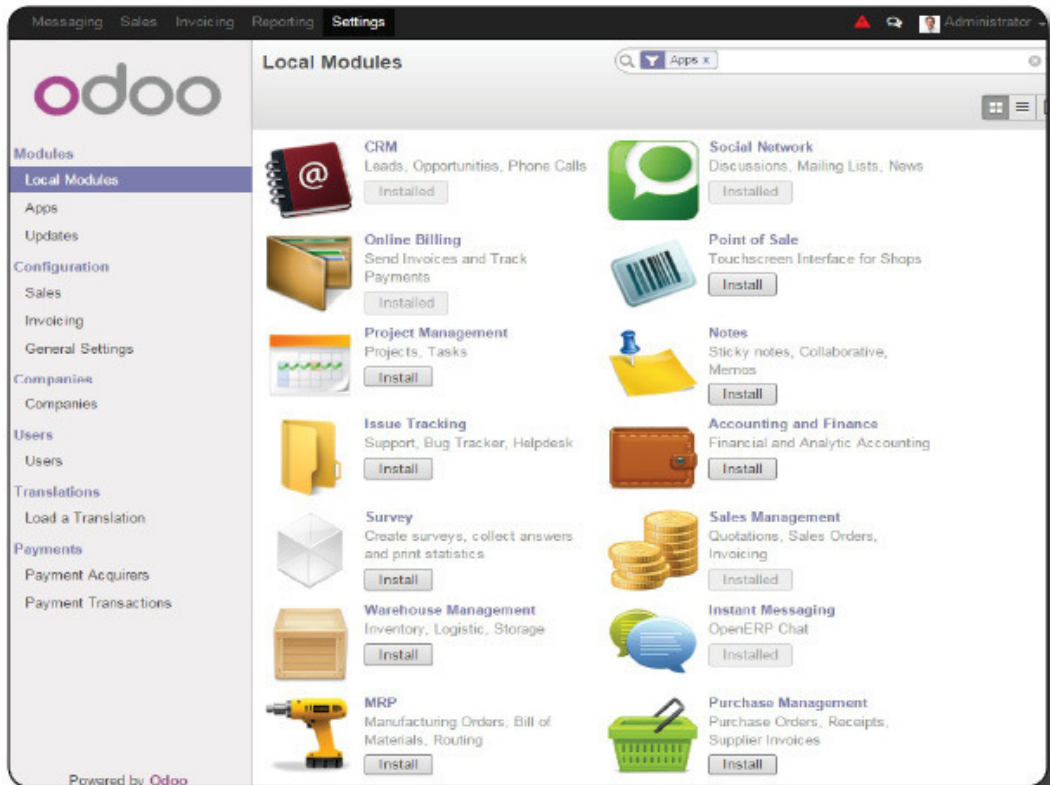 Messaging Sales Invoicing Reporting Settings
Administrator
odoo
Modules
Local Modules
Apps
Updates
Configuration
Sales
Invoicing
General Settings
Companies
Companies
Users
Users
Translations
Load a Translation
Payments
Payment Acquirers
Payment Transactions
Powered by Odoo
Local Modules
Apps x
CRM
Leads, Opportunities, Phone Calls
Installed
Social Network
Discussions, Mailing Lists, News
Installed
Online Billing
Send Invoices and Track
Payments
Installed
Point of Sale
Touchscreen Interface for Shops
Install
Project Management
Projects, Tasks
Install
Notes
Sticky notes, Collaborative,
Memos
Install
Issue Tracking
Support, Bug Tracker, Helpdesk
Install
Accounting and Finance
Financial and Analytic Accounting
Install
Survey
Create surveys, collect answers
and print statistics
Install
Sales Management
Quotations, Sales Orders,
Invoicing
Installed
Warehouse Management
Inventory, Logistic, Storage
Install
Instant Messaging
OpenERP Chat
Installed
MRP
Manufacturing Orders, Bill of
Materials, Routing
Install
Purchase Management
Purchase Orders, Receipts,
Supplier Invoices
Install